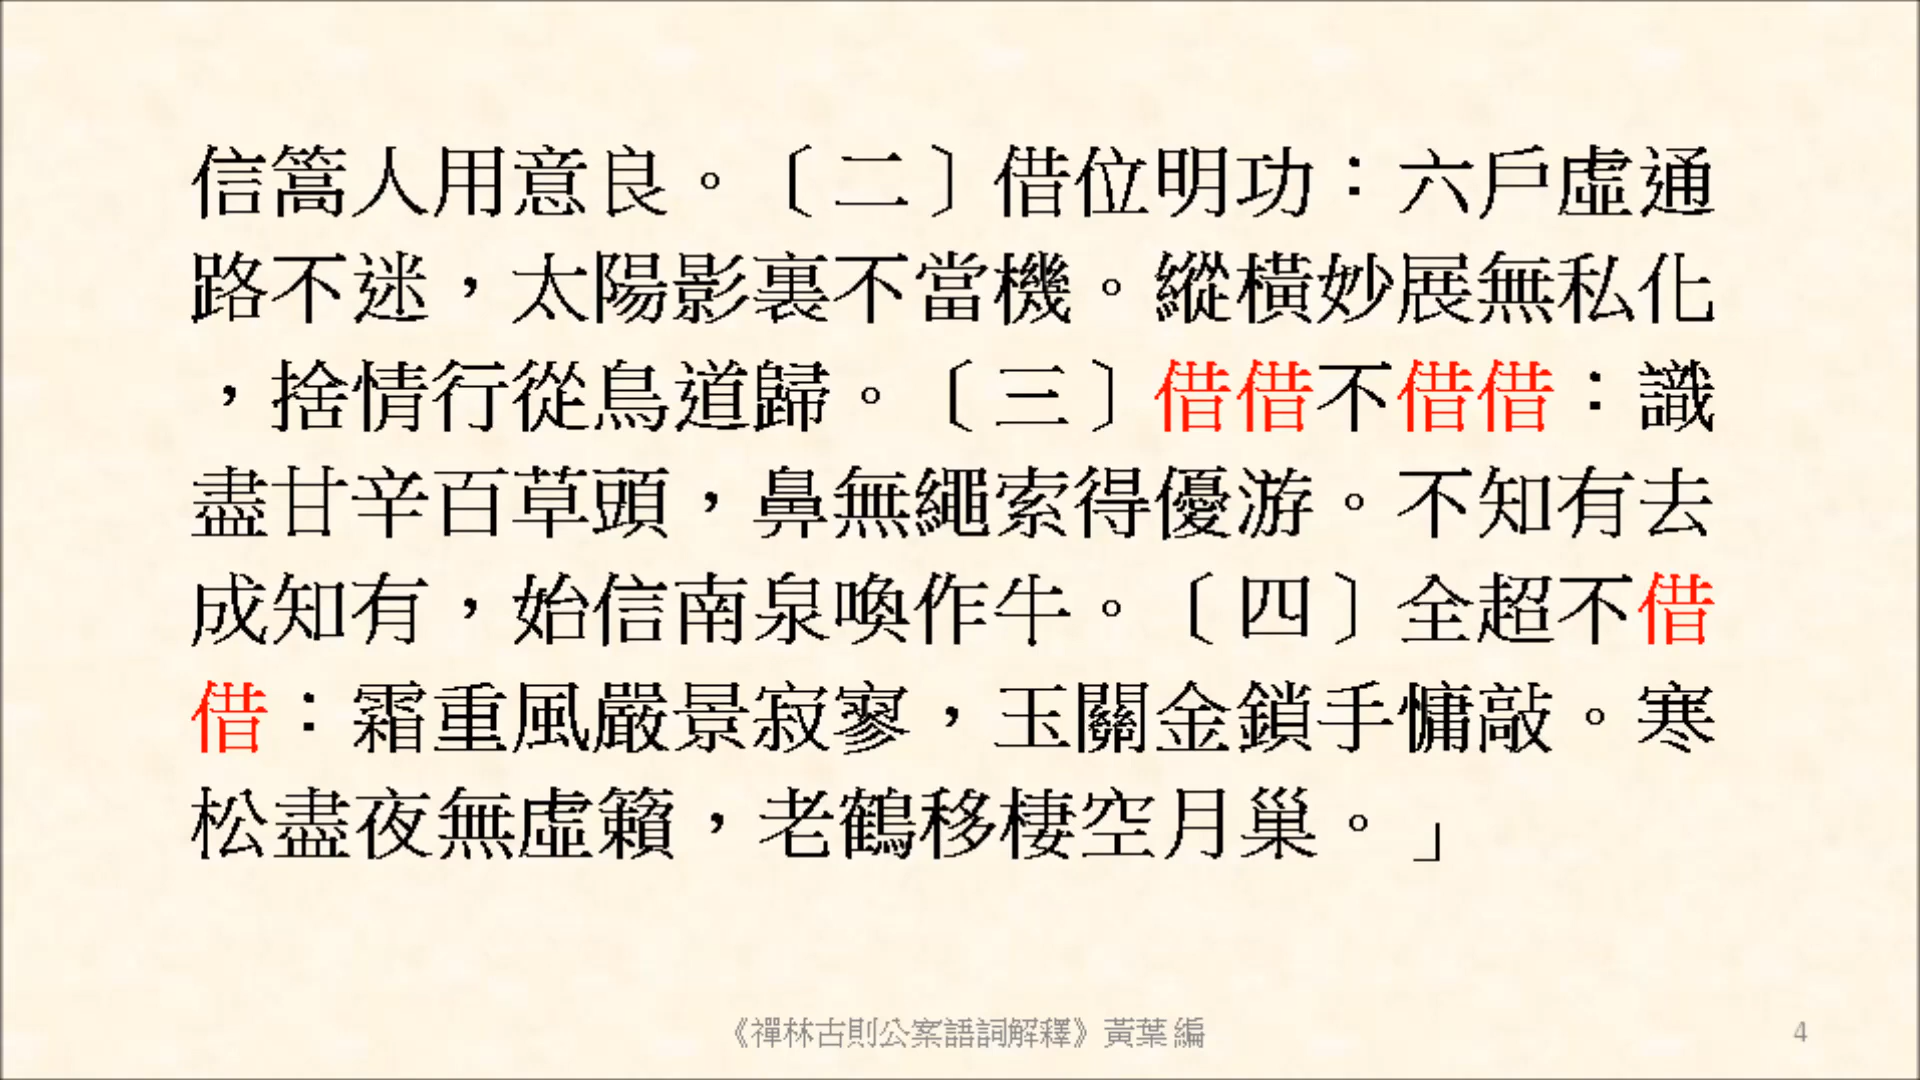 信篙人用意良。〔二〕借位明功：六戶虛通
路不迷，太陽影裏不當機。縱橫妙展無私化
，捨情行從鳥道歸。〔三〕借借不借借：識
盡甘辛百草頭，鼻無繩索得優游。不知有去
成知有，始信南泉喚作牛。〔四〕全超不借
借：霜重風嚴景寂寥，玉關金鎖手慵敲。寒
松盡夜無虛籟，老鶴移棲空月巢。」
《禪林古則公案語詞解釋》黃葉 編
4